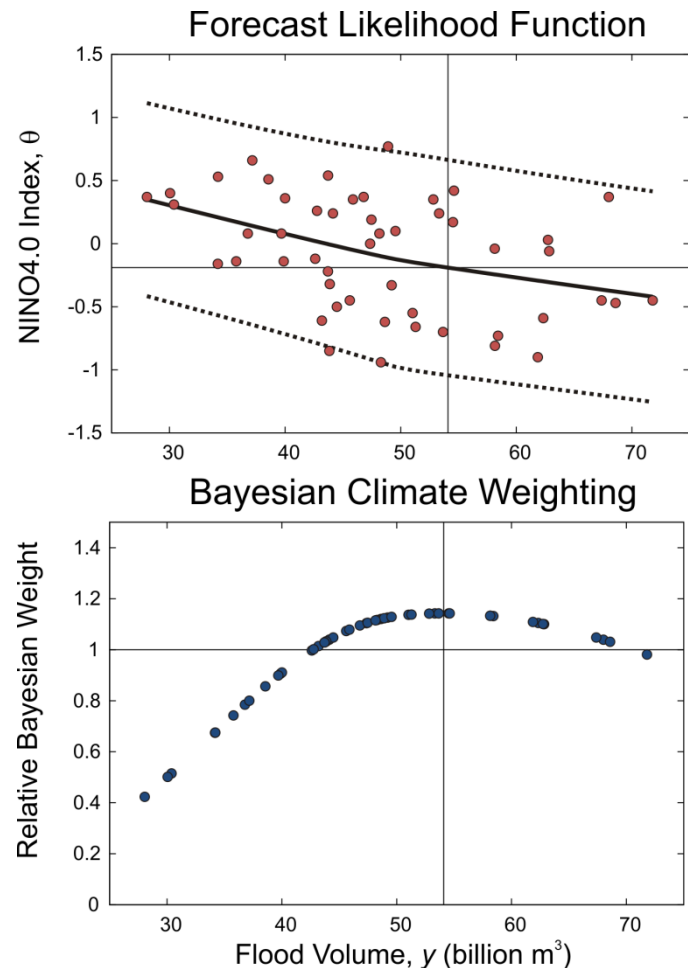 Forecast Likelihood Function
NINO4.0 Index, θ
1.5
1
0.5
0
-0.5
-1
-1.5
30 40 50 60 70
Bayesian Climate Weighting
Relative Bayesian Weight
1.4
1.2
1
0.8
0.6
0.4
0.2
0
30 40 50 60 70
Flood Volume, y (billion m³)